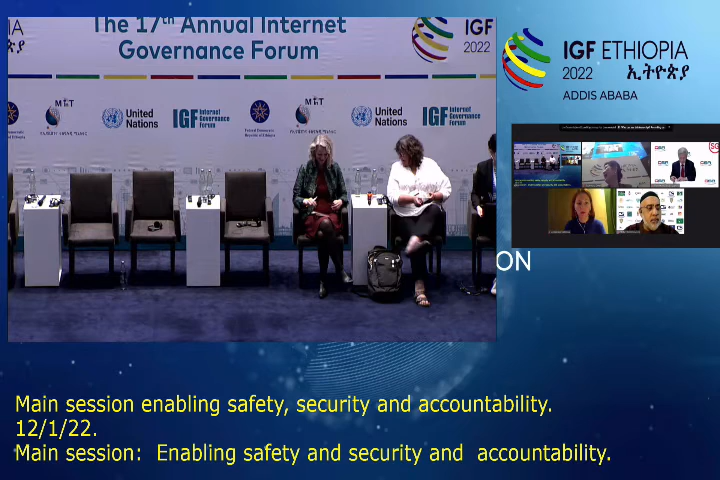 The 17th Annual Internet
Governance Forum
IGF
2022
MiT
United
Nations
IGF Internet
Governance
Forum
MiT
United
Nations
IGF Internet
Governance
Forum
IGF ETHIOPIA
2022 ኢትዮጵያ
ADDIS ABABA
ON
Main session enabling safety, security and accountability.
12/1/22.
Main session:  Enabling safety and security and  accountability.